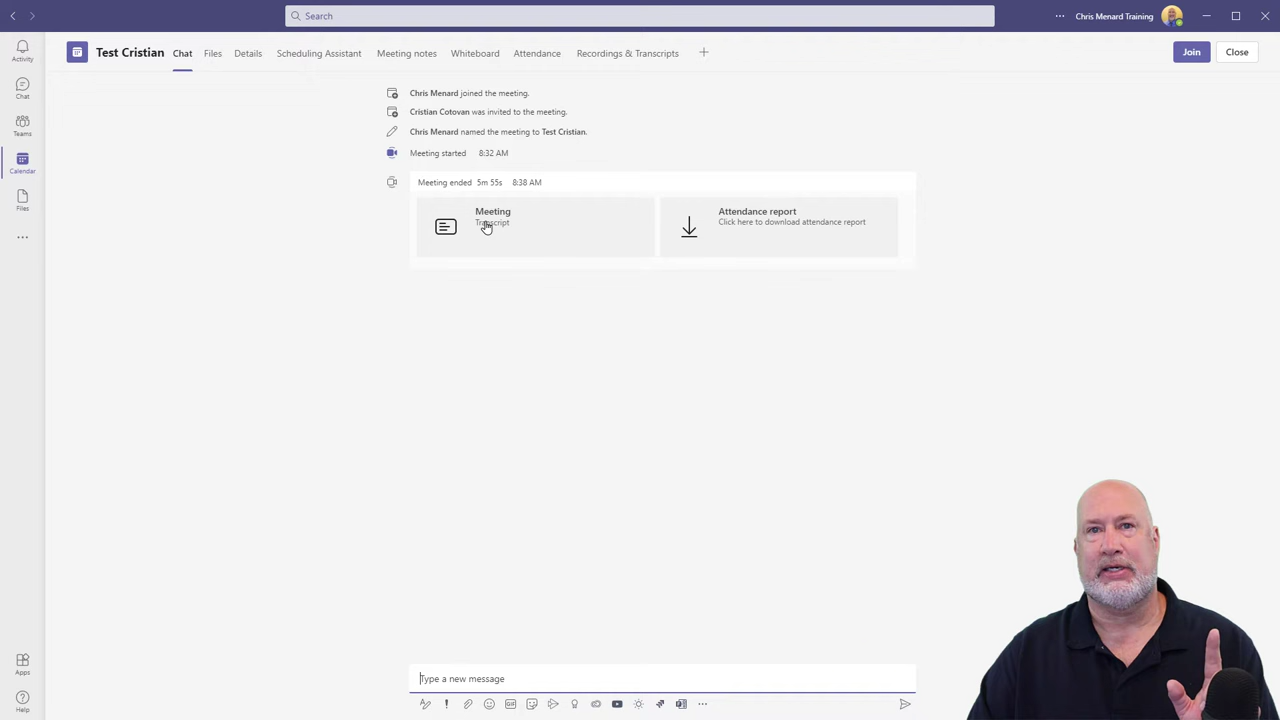 Search
Chris Menard Training
Activity
Chat
Teams
Calendar
Files
Apps
Help
Test Cristian
Chat
Files
Details
Scheduling Assistant
Meeting notes
Whiteboard
Attendance
Recordings & Transcripts
Join
Close
Chris Menard joined the meeting.
Cristian Cotovan was invited to the meeting.
Chris Menard named the meeting to Test Cristian.
Meeting started 8:32 AM
Meeting ended 5m 55s 8:38 AM
Meeting
Transcript
Attendance report
Click here to download attendance report
Type a new message
GIF